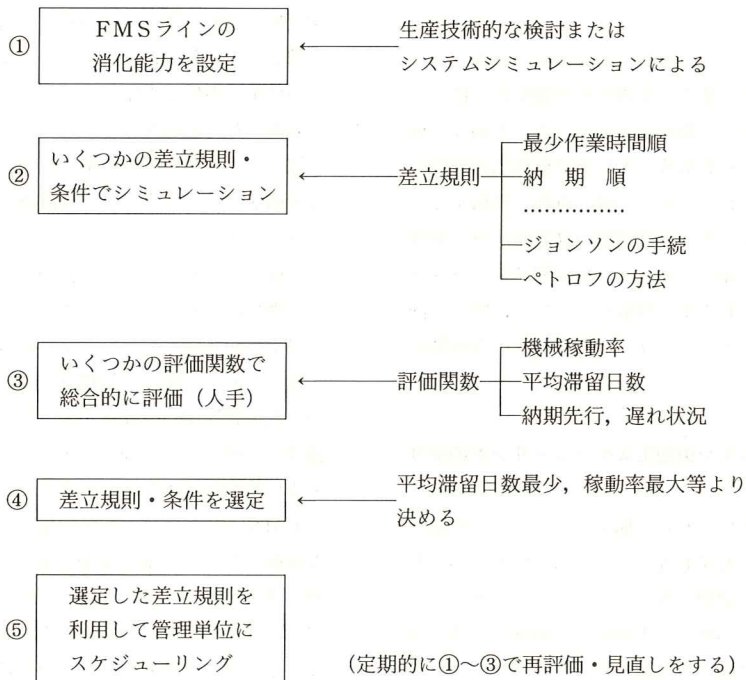 ①
FMSラインの
消化能力を設定
生産技術的な検討または
システムシミュレーションによる
②
いくつかの差立規則・
条件でシミュレーション
差立規則
最少作業時間順
納 期 順
……………
ジョンソンの手続
ペトロフの方法
③
いくつかの評価関数で
総合的に評価（人手）
評価関数
機械稼動率
平均滞留日数
納期先行，遅れ状況
④
差立規則・条件を選定
平均滞留日数最少，稼動率最大等より
決める
⑤
選定した差立規則を
利用して管理単位に
スケジューリング
（定期的に①～③で再評価・見直しをする）